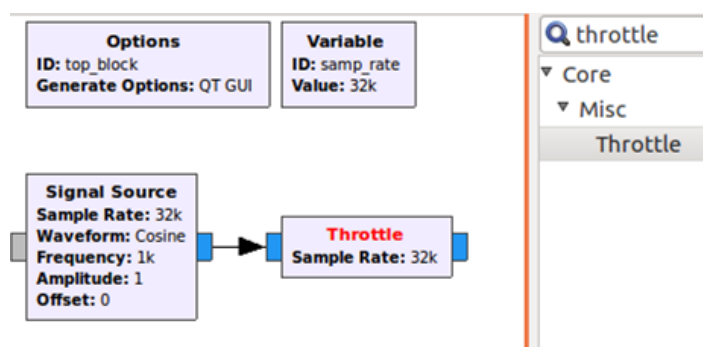 Options
ID: top_block
Generate Options: QT GUI
Variable
ID: samp_rate
Value: 32k
throttle
Core
Misc
Throttle
Signal Source
Sample Rate: 32k
Waveform: Cosine
Frequency: 1k
Amplitude: 1
Offset: 0
Throttle
Sample Rate: 32k